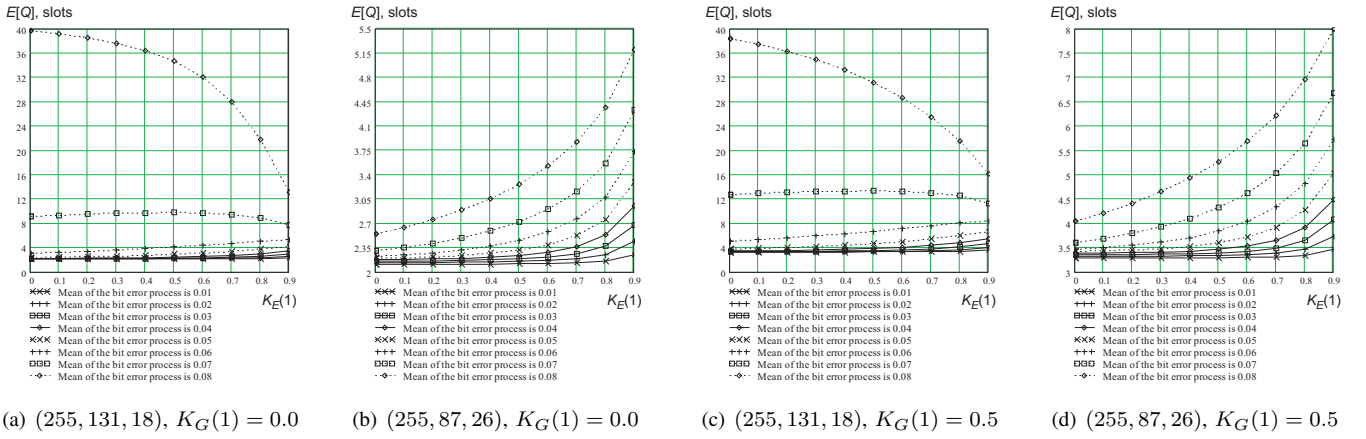 E[Q], slots
40
36
32
28
24
20
16
12
8
4
0
0 0.1 0.2 0.3 0.4 0.5 0.6 0.7 0.8 0.9
K_E(1)
Mean of the bit error process is 0.01
Mean of the bit error process is 0.02
Mean of the bit error process is 0.03
Mean of the bit error process is 0.04
Mean of the bit error process is 0.05
Mean of the bit error process is 0.06
Mean of the bit error process is 0.07
Mean of the bit error process is 0.08
(a) (255, 131, 18), K_G(1) = 0.0
E[Q], slots
5.5
5.15
4.8
4.45
4.1
3.75
3.4
3.05
2.7
2.35
2
0 0.1 0.2 0.3 0.4 0.5 0.6 0.7 0.8 0.9
K_E(1)
Mean of the bit error process is 0.01
Mean of the bit error process is 0.02
Mean of the bit error process is 0.03
Mean of the bit error process is 0.04
Mean of the bit error process is 0.05
Mean of the bit error process is 0.06
Mean of the bit error process is 0.07
Mean of the bit error process is 0.08
(b) (255, 87, 26), K_G(1) = 0.0
E[Q], slots
40
36
32
28
24
20
16
12
8
4
0
0 0.1 0.2 0.3 0.4 0.5 0.6 0.7 0.8 0.9
K_E(1)
Mean of the bit error process is 0.01
Mean of the bit error process is 0.02
Mean of the bit error process is 0.03
Mean of the bit error process is 0.04
Mean of the bit error process is 0.05
Mean of the bit error process is 0.06
Mean of the bit error process is 0.07
Mean of the bit error process is 0.08
(c) (255, 131, 18), K_G(1) = 0.5
E[Q], slots
8
7.5
7
6.5
6
5.5
5
4.5
4
3.5
3
0 0.1 0.2 0.3 0.4 0.5 0.6 0.7 0.8 0.9
K_E(1)
Mean of the bit error process is 0.01
Mean of the bit error process is 0.02
Mean of the bit error process is 0.03
Mean of the bit error process is 0.04
Mean of the bit error process is 0.05
Mean of the bit error process is 0.06
Mean of the bit error process is 0.07
Mean of the bit error process is 0.08
(d) (255, 87, 26), K_G(1) = 0.5